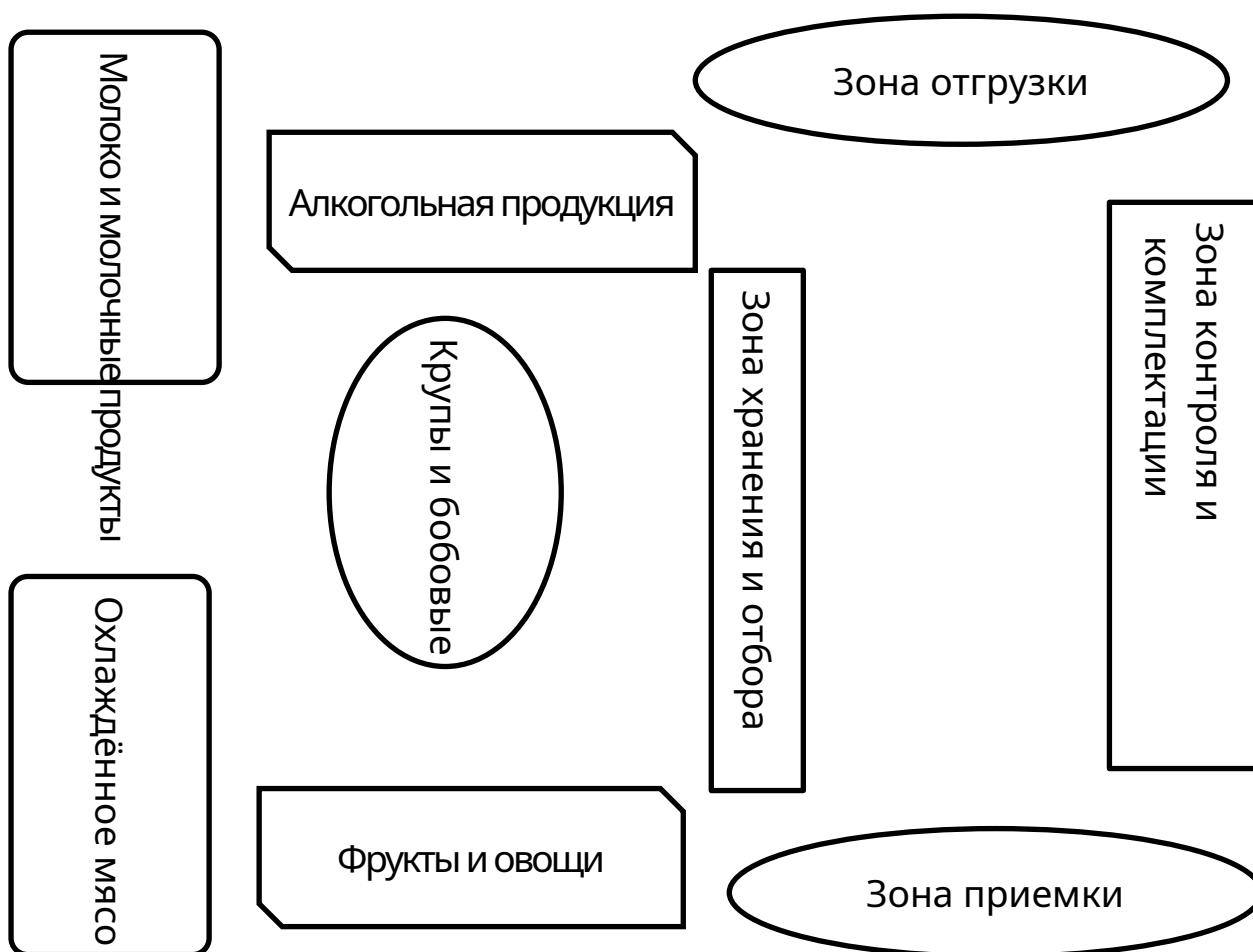 Молоко и молочные продукты
Зона отгрузки
Алкогольная продукция
Зона контроля и
комплектации
Зона хранения и отбора
Крупы и бобовые
Охлаждённое мясо
Фрукты и овощи
Зона приемки